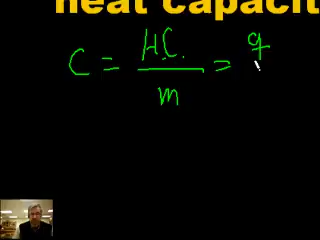 heat capacit
C = H.C. / m = q